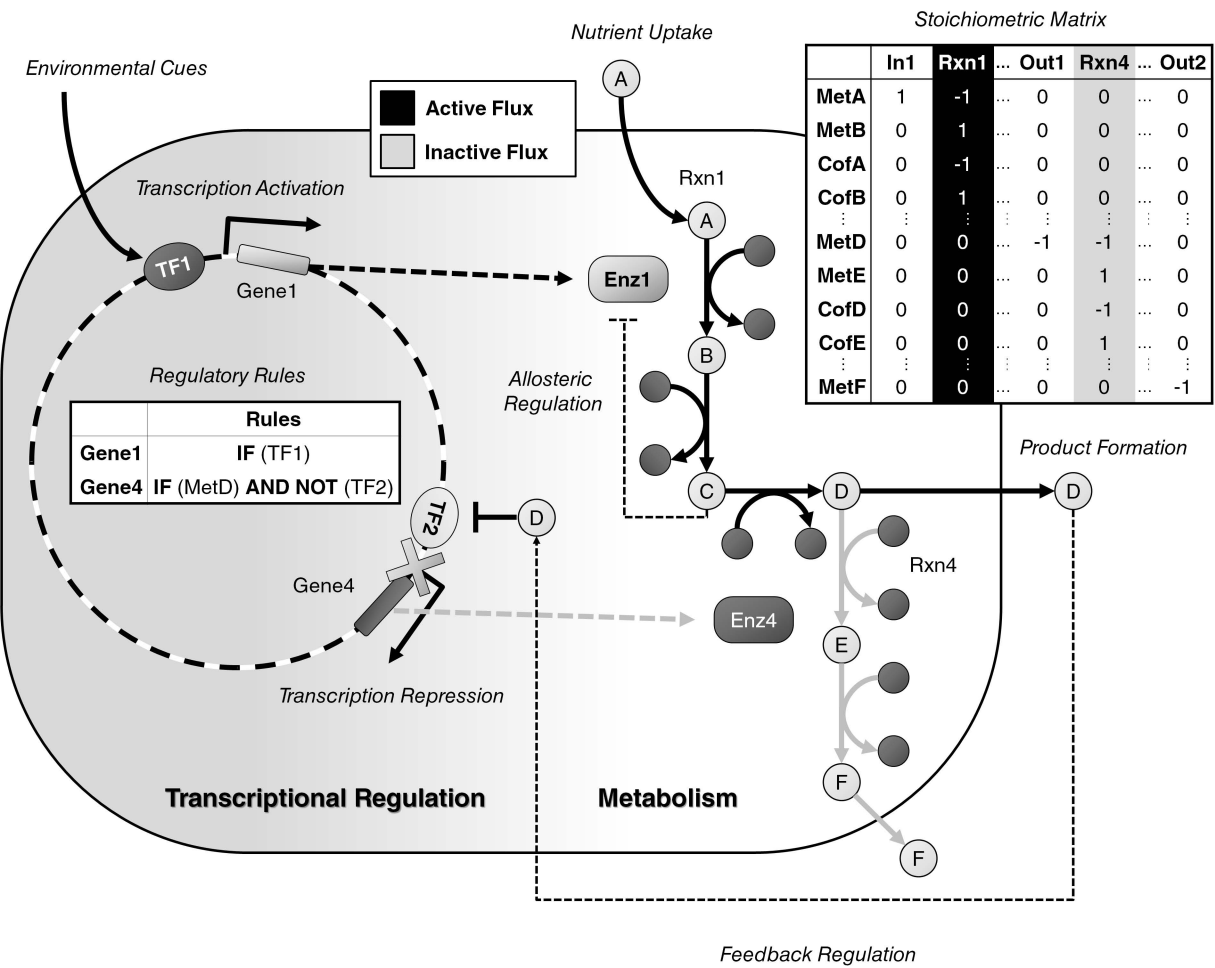 Stoichiometric Matrix
Nutrient Uptake
Environmental Cues
In1 Rxn1 ... Out1 Rxn4 ... Out2
MetA 1 -1 ... 0 0 ... 0
MetB 0 1 ... 0 0 ... 0
CofA 0 -1 ... 0 0 ... 0
CofB 0 1 ... 0 0 ... 0
⋮ ⋮ ⋮ ⋮ ⋮ ⋮ ⋮ ⋮
MetD 0 0 ... -1 -1 ... 0
MetE 0 0 ... 0 1 ... 0
CofD 0 0 ... 0 -1 ... 0
CofE 0 0 ... 0 1 ... 0
⋮ ⋮ ⋮ ⋮ ⋮ ⋮ ⋮ ⋮
MetF 0 0 ... 0 0 ... -1
A
Active Flux
Inactive Flux
Transcription Activation
Rxn1
A
TF1
Gene1
Enz1
B
Regulatory Rules
Allosteric
Regulation
Rules
Gene1 IF (TF1)
Gene4 IF (MetD) AND NOT (TF2)
Product Formation
C
D
D
TF2
D
Rxn4
Gene4
Enz4
E
Transcription Repression
F
Transcriptional Regulation
Metabolism
F
Feedback Regulation